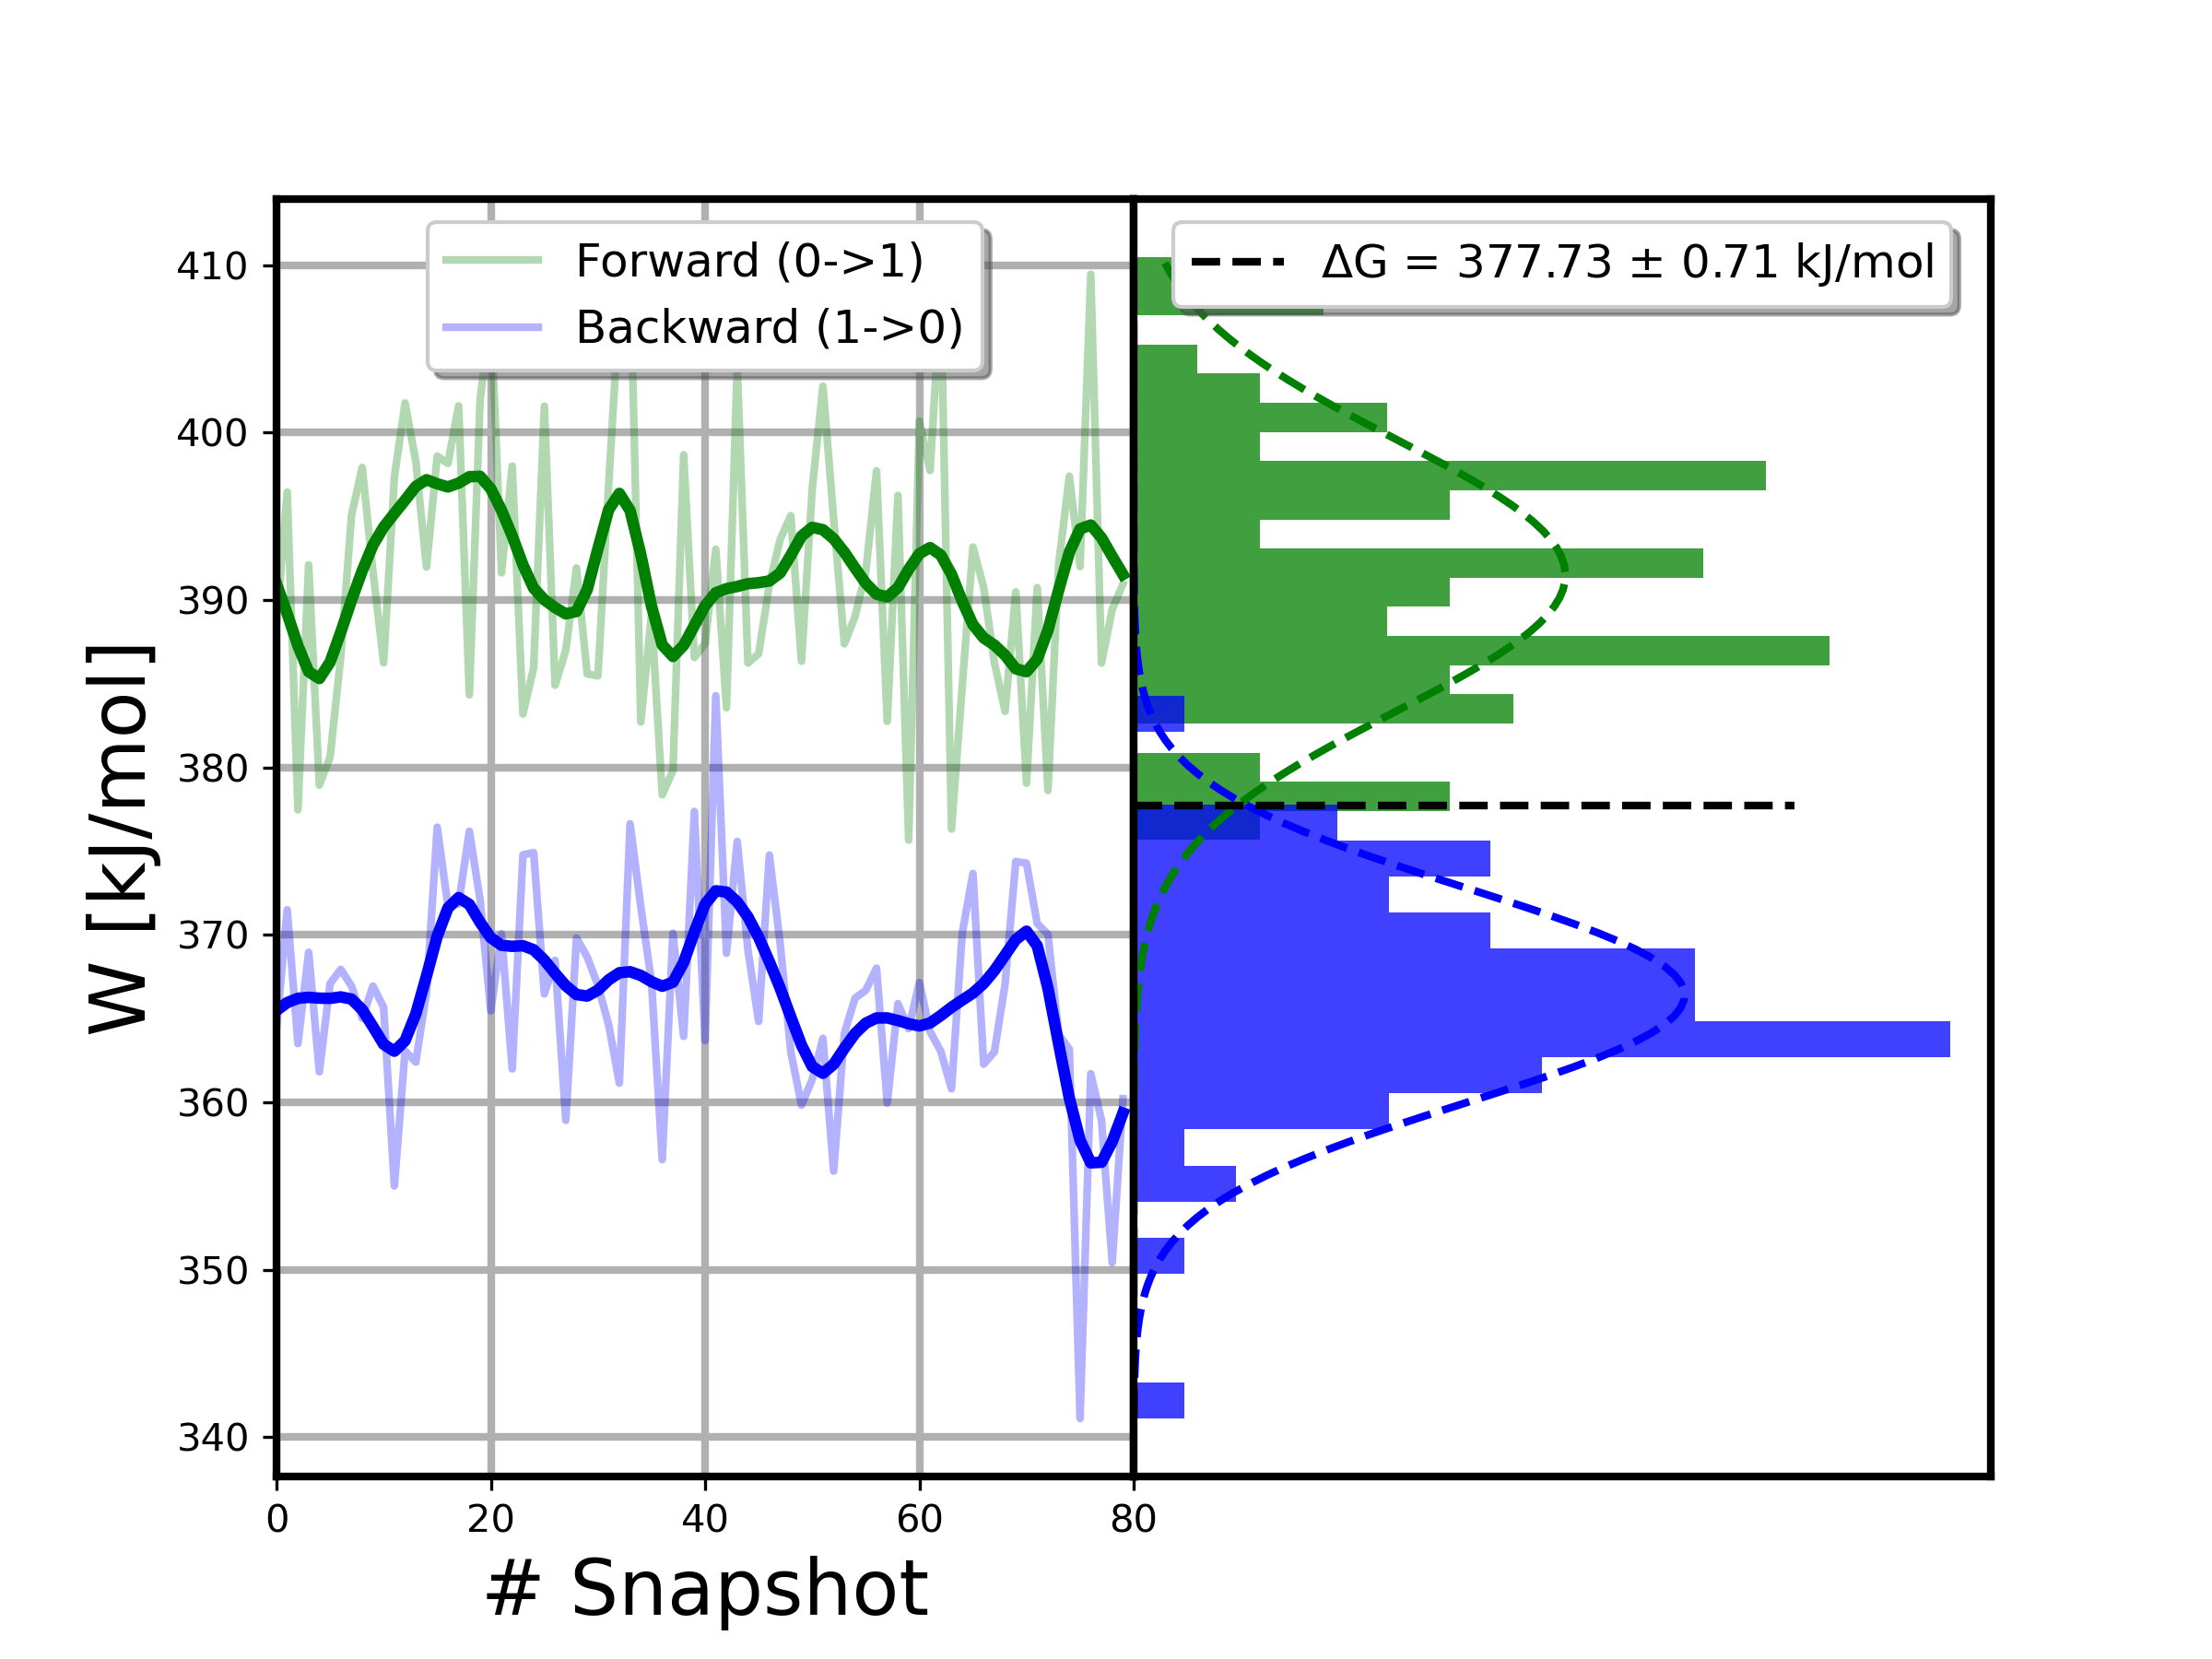 Forward (0->1)
Backward (1->0)
ΔG = 377.73 ± 0.71 kJ/mol
W [kJ/mol]
410
400
390
380
370
360
350
340
0 20 40 60 80
# Snapshot